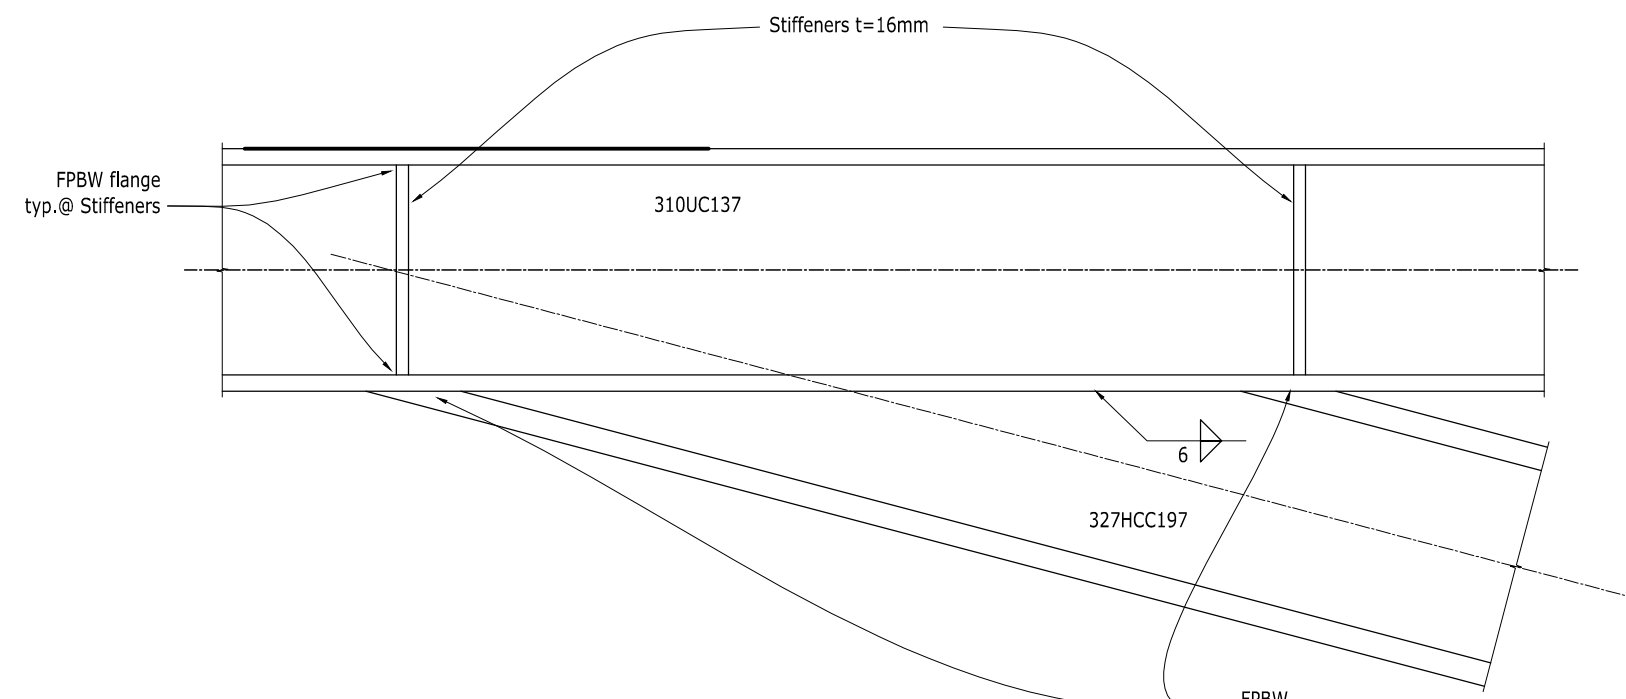 Stiffeners t=16mm
FPBW flange
typ.@ Stiffeners
310UC137
6
327HCC197
FPBW